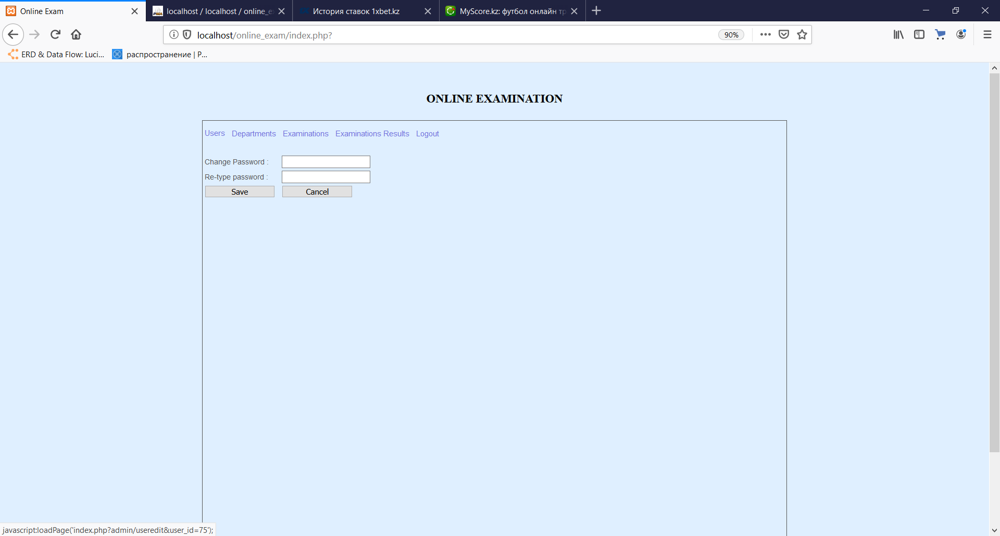 Online Exam
localhost / localhost / online_e
История ставок 1xbet.kz
MyScore.kz: футбол онлайн тр
localhost/online_exam/index.php?
90%
ERD & Data Flow: Luci...
распространение | P...
ONLINE EXAMINATION
Users Departments Examinations Examinations Results Logout
Change Password :
Re-type password :
Save Cancel
javascript:loadPage('index.php?admin/useredit&user_id=75');